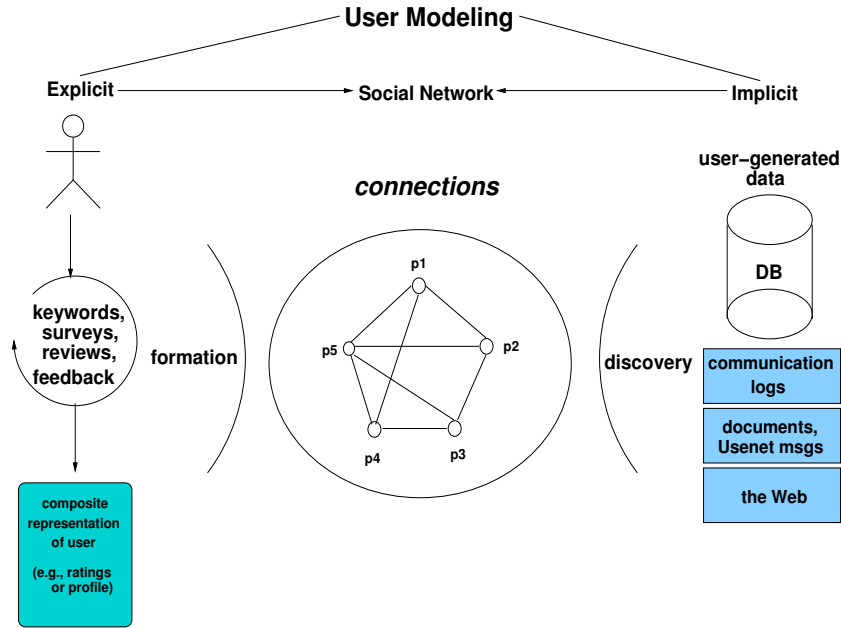 User Modeling
Explicit
Social Network
Implicit
connections
user-generated
data
DB
keywords,
surveys,
reviews,
feedback
formation
p1
p5
p2
p4
p3
discovery
communication
logs
documents,
Usenet msgs
the Web
composite
representation
of user
(e.g., ratings
or profile)